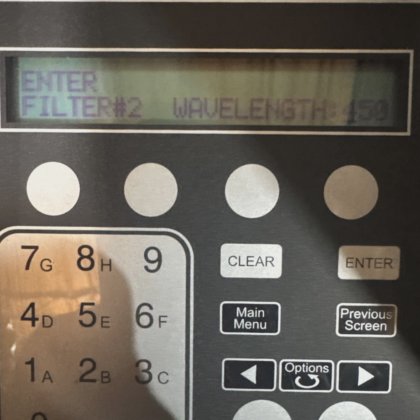 ENTER
FILTER#2 WAVELENGTH:450
7G 8H 9
CLEAR
ENTER
4D 5E 6F
Main
Menu
Previous
Screen
1A 2B 3C
Options